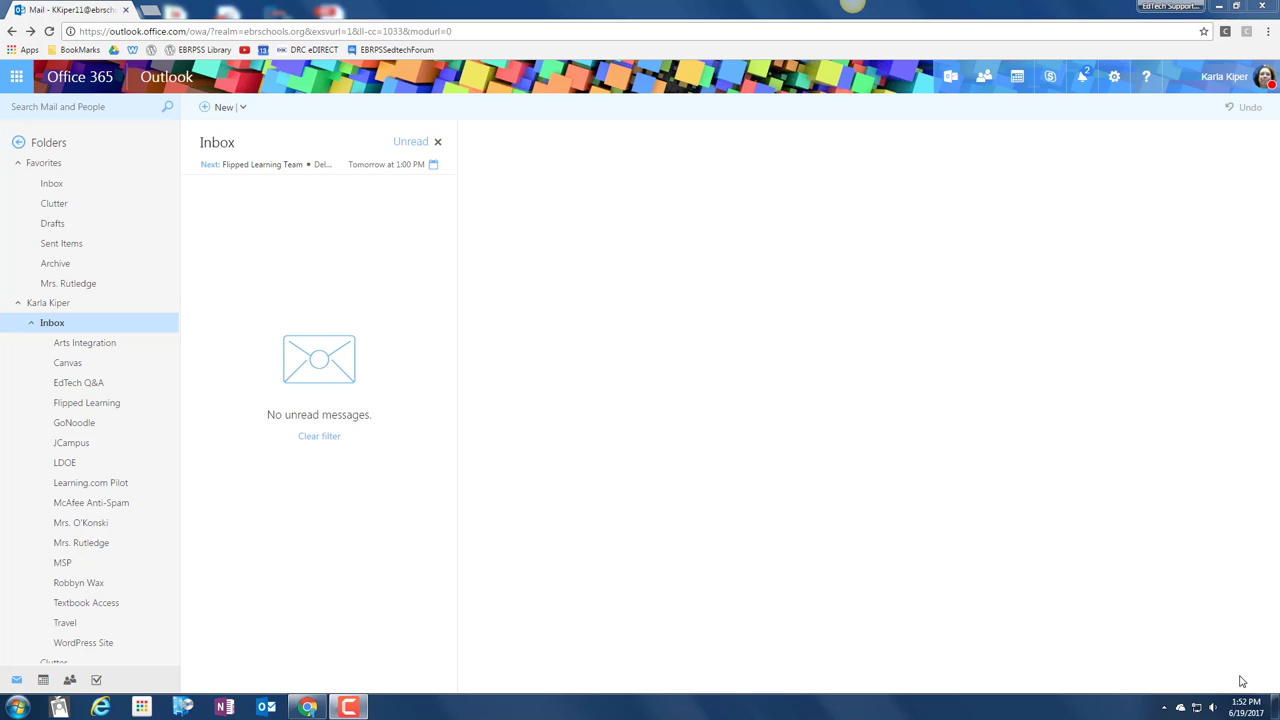 Mail - KKiper11@ebrsch
EdTech Support...
https://outlook.office.com/owa/?realm=ebrschools.org&exsvurl=1&ll-cc=1033&modurl=0
Apps BookMarks EBRPSS Library DRC eDIRECT EBRPSSedtechForum
Office 365 Outlook 2 ? Karla Kiper
Search Mail and People New Undo
Folders
Favorites
Inbox
Clutter
Drafts
Sent Items
Archive
Mrs. Rutledge
Karla Kiper
Inbox
Arts Integration
Canvas
EdTech Q&A
Flipped Learning
GoNoodle
JCampus
LDOE
Learning.com Pilot
McAfee Anti-Spam
Mrs. O'Konski
Mrs. Rutledge
MSP
Robbyn Wax
Textbook Access
Travel
WordPress Site
Clutter
Inbox Unread
Next: Flipped Learning Team • Del... Tomorrow at 1:00 PM
No unread messages.
Clear filter
1:52 PM
6/19/2017